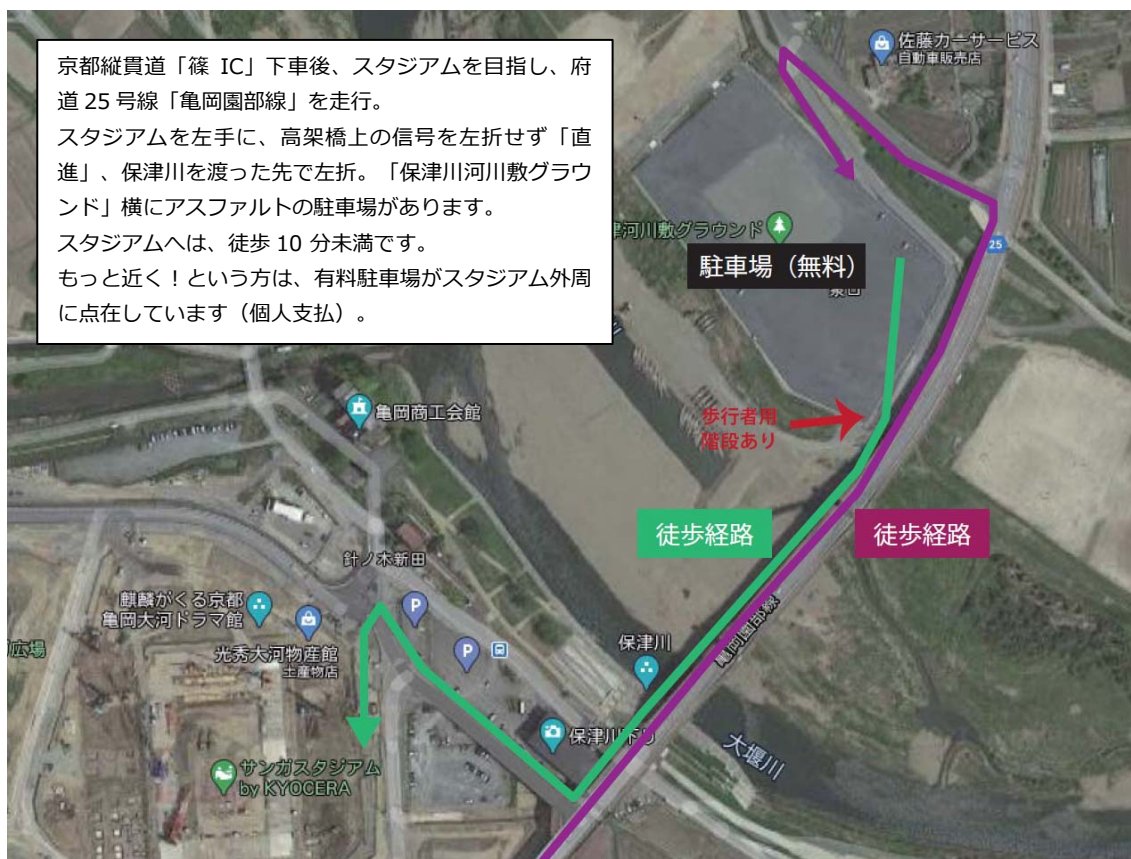 京都縦貫道「篠 IC」下車後、スタジアムを目指し、府
道 25 号線「亀岡園部線」を走行。
スタジアムを左手に、高架橋上の信号を左折せず「直
進」、保津川を渡った先で左折。「保津川河川敷グラウ
ンド」横にアスファルトの駐車場があります。
スタジアムへは、徒歩 10 分未満です。
もっと近く！という方は、有料駐車場がスタジアム外周
に点在しています（個人支払）。
佐藤カーサービス
自動車販売店
津河川敷グラウンド
25
駐車場（無料）
亀岡商工会館
歩行者用
階段あり
徒歩経路
徒歩経路
針ノ木新田
麒麟がくる京都
亀岡大河ドラマ館
P
光秀大河物産館
土産物店
広場
P
保津川
亀岡園部線
保津川下り
大堰川
サンガスタジアム
by KYOCERA